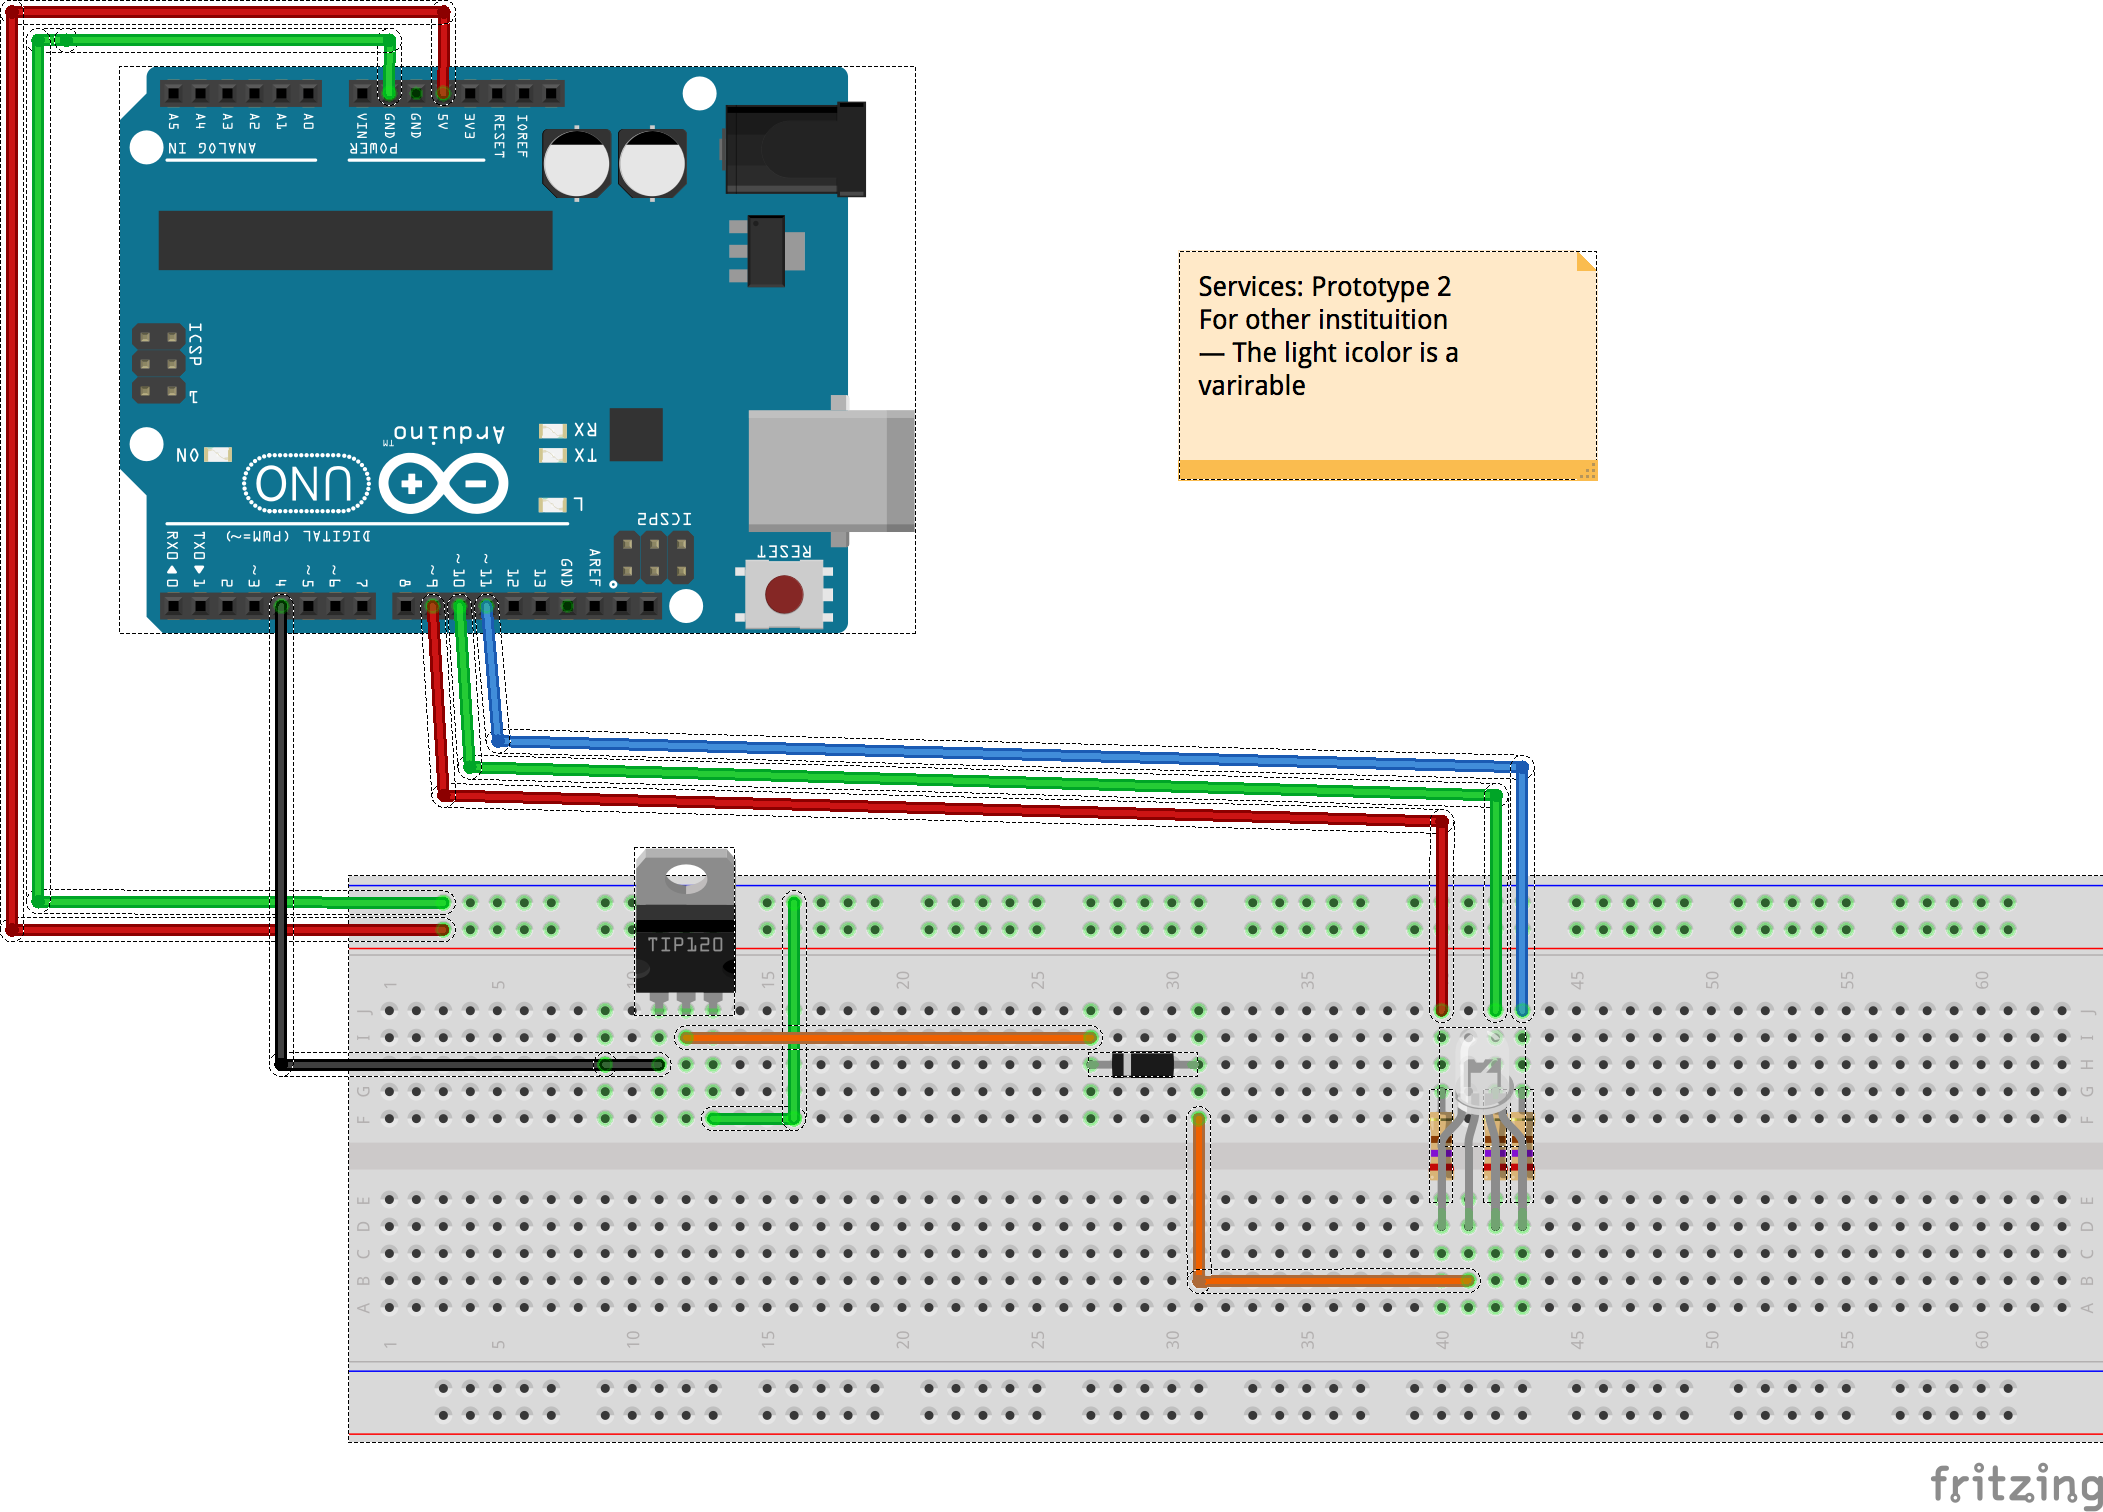 A5 A4 A3 A2 A1 A0
VIN GND GND 5V 3V3 RESET IOREF
ANALOG IN
POWER
ICSP
1
Services: Prototype 2
For other instituition
— The light icolor is a
varirable
Arduino™
RX
TX
ON
UNO
L
ICSP2
DIGITAL (PWM=~)
RESET
RX0 TX0
0 1 2 ~3 4 ~5 ~6 7 8 ~9 ~10 ~11 12 13 GND AREF
TIP120
1 5 10 15 20 25 30 35 40 45 50 55 60
J J
I I
H
G G
F F
E E
D D
C C
B B
A A
1 5 10 15 20 25 30 35 40 45 50 55 60
fritzing